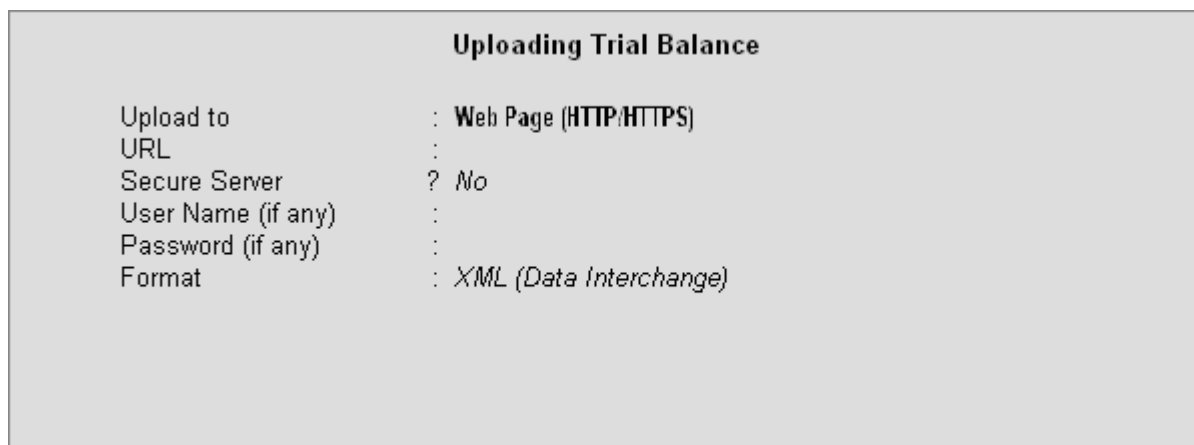 Uploading Trial Balance
Upload to : Web Page (HTTP/HTTPS)
URL :
Secure Server ? No
User Name (if any) :
Password (if any) :
Format : XML (Data Interchange)